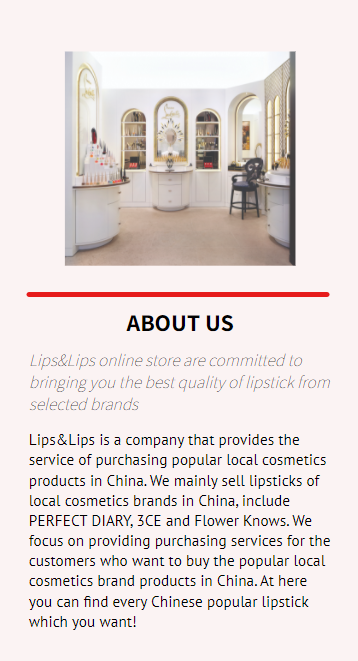 ABOUT US
Lips&Lips online store are committed to
bringing you the best quality of lipstick from
selected brands
Lips&Lips is a company that provides the
service of purchasing popular local cosmetics
products in China. We mainly sell lipsticks of
local cosmetics brands in China, include
PERFECT DIARY, 3CE and Flower Knows. We
focus on providing purchasing services for the
customers who want to buy the popular local
cosmetics brand products in China. At here
you can find every Chinese popular lipstick
which you want!